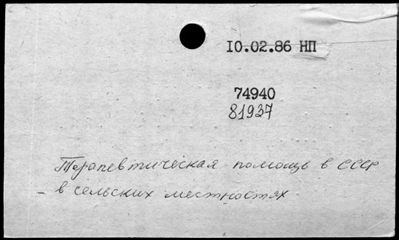 10.02.86 НП
74940
81937
Терапевтическая помощь в СССР
– в сельских местностях